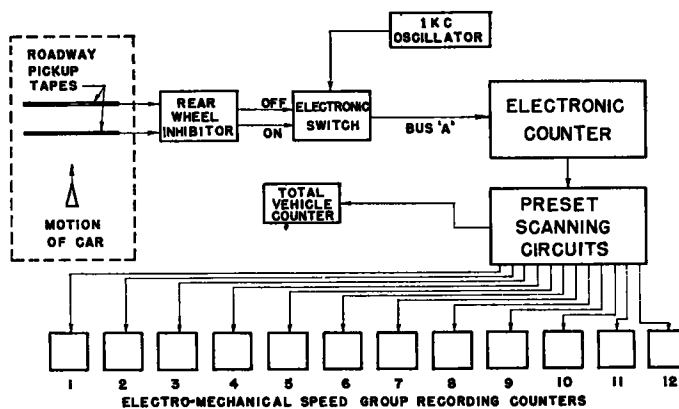 ROADWAY
PICKUP
TAPES
MOTION
OF CAR
REAR
WHEEL
INHIBITOR
OFF
ON
1 KC
OSCILLATOR
ELECTRONIC
SWITCH
BUS 'A'
ELECTRONIC
COUNTER
TOTAL
VEHICLE
COUNTER
PRESET
SCANNING
CIRCUITS
1 2 3 4 5 6 7 8 9 10 11 12
ELECTRO-MECHANICAL SPEED GROUP RECORDING COUNTERS